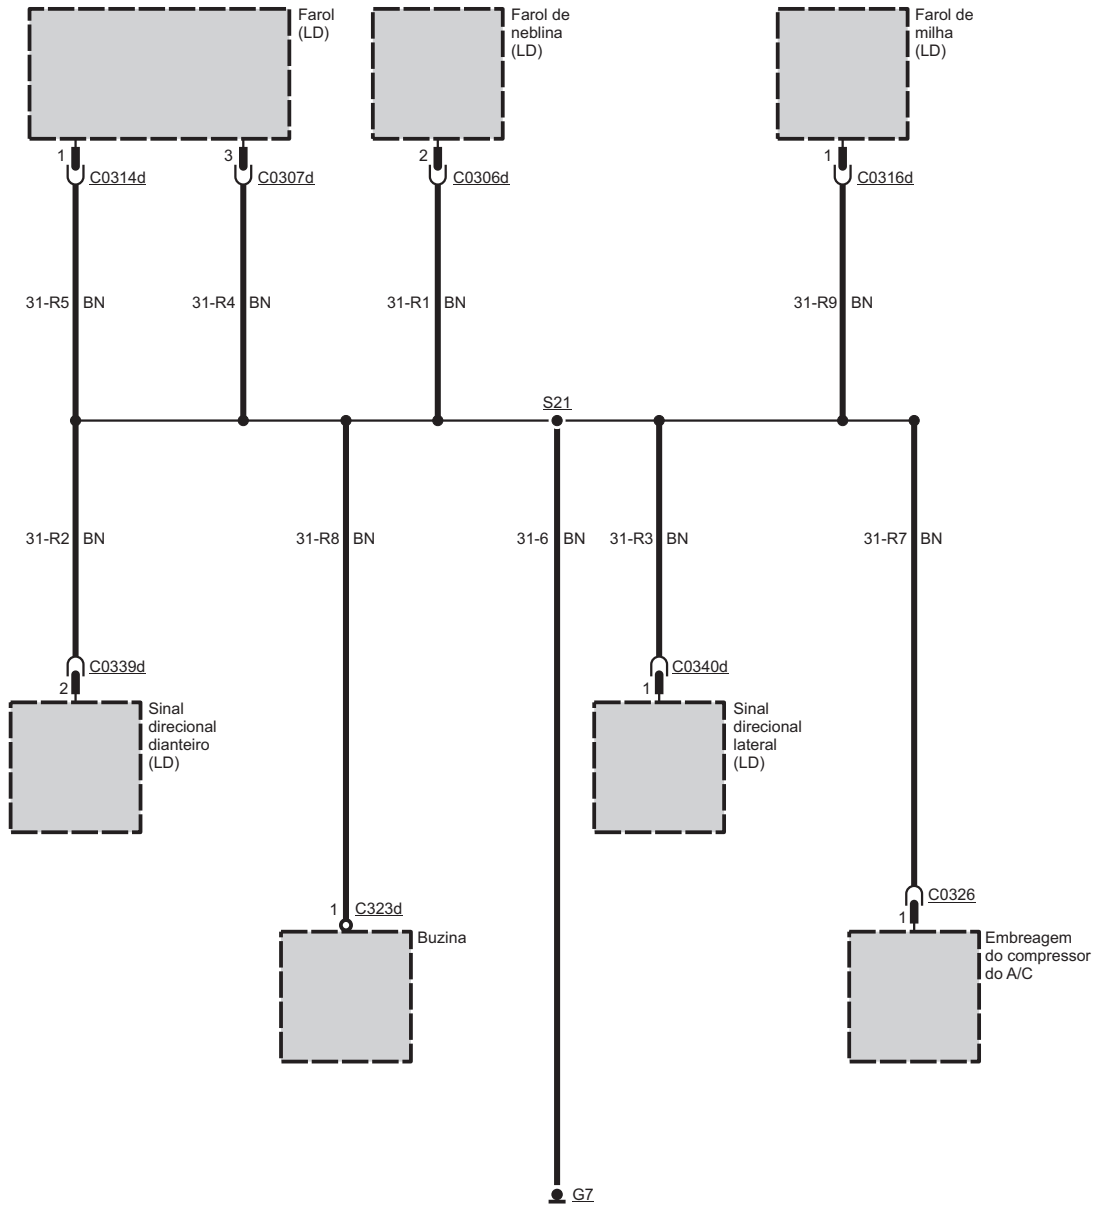 Farol
(LD)
Farol de
neblina
(LD)
Farol de
milha
(LD)
1
C0314d
3
C0307d
2
C0306d
1
C0316d
31-R5 BN
31-R4 BN
31-R1 BN
31-R9 BN
S21
31-R2 BN
31-R8 BN
31-6 BN
31-R3 BN
31-R7 BN
C0339d
2
Sinal
direcional
dianteiro
(LD)
C0340d
1
Sinal
direcional
lateral
(LD)
1 C323d
Buzina
C0326
1
Embreagem
do compressor
do A/C
G7